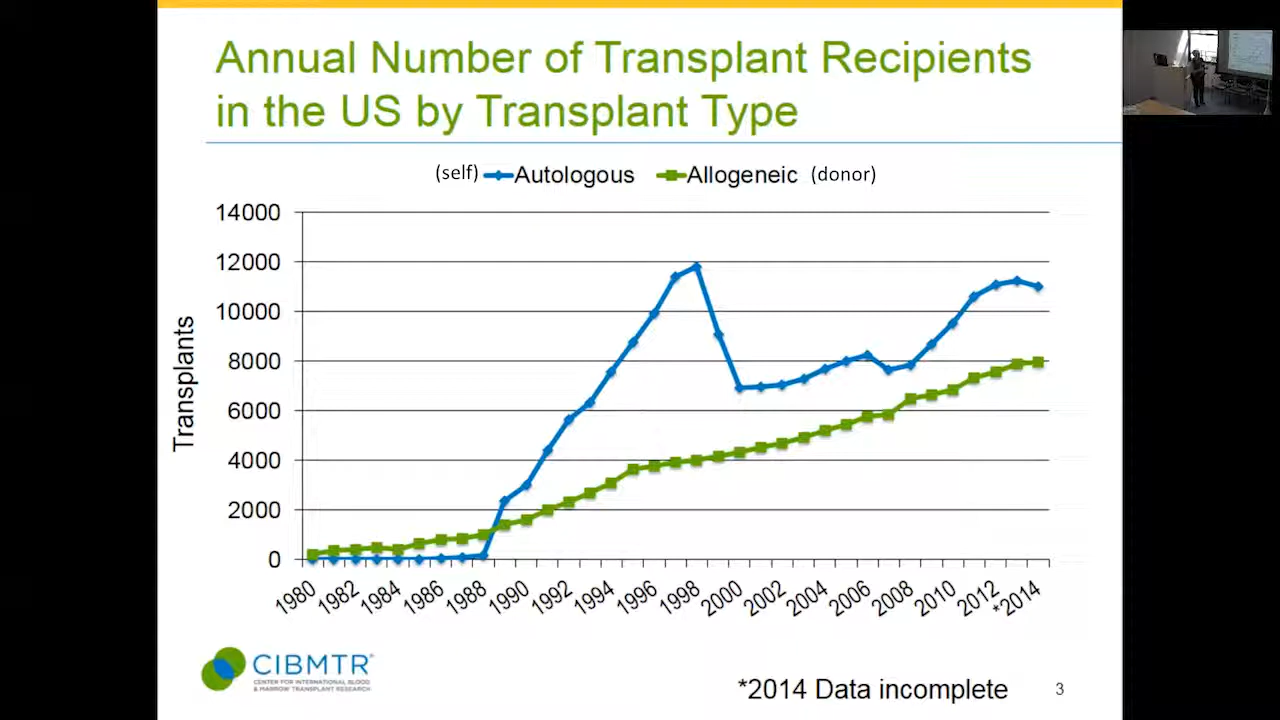 Annual Number of Transplant Recipients
in the US by Transplant Type
(self) Autologous Allogeneic (donor)
14000
12000
10000
8000
6000
4000
2000
0
Transplants
1980 1982 1984 1986 1988 1990 1992 1994 1996 1998 2000 2002 2004 2006 2008 2010 2012 *2014
CIBMTR®
CENTER FOR INTERNATIONAL BLOOD
& MARROW TRANSPLANT RESEARCH
*2014 Data incomplete
3